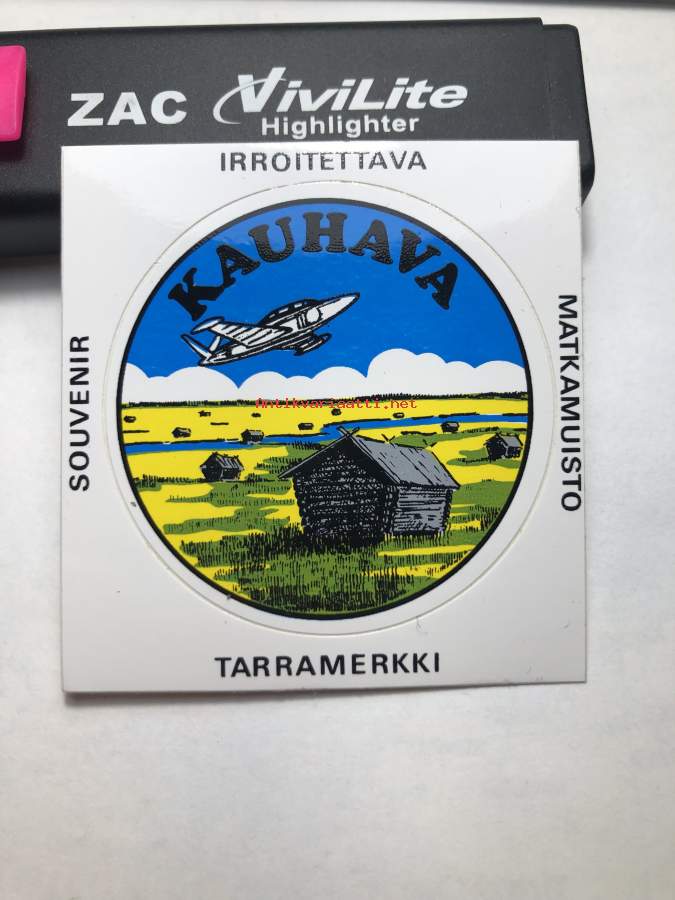 ZAC ViviLite
Highlighter
IRROITETTAVA
KAUHAVA
SOUVENIR
MATKAMUISTO
Antikvariaatti.net
TARRAMERKKI